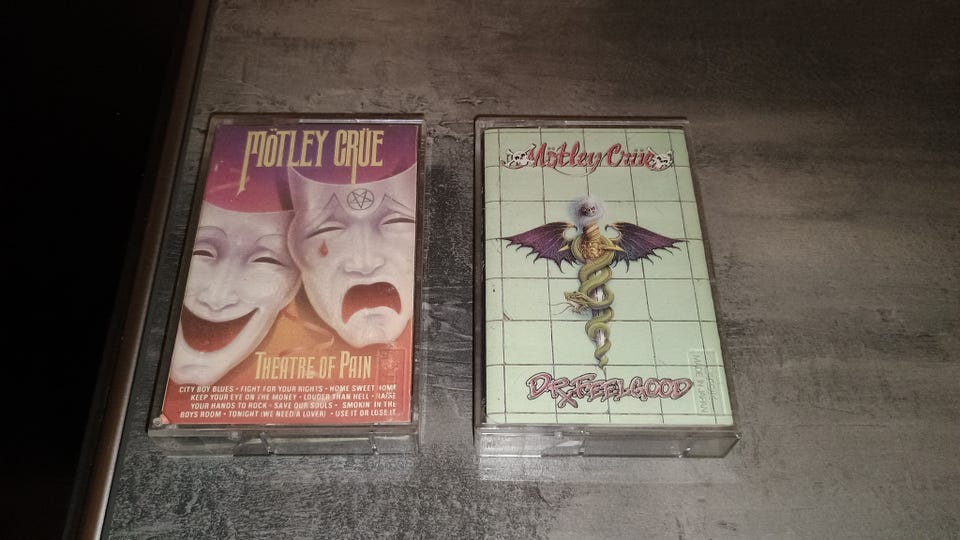 MÖTLEY CRÜE
THEATRE OF PAIN
CITY BOY BLUES • FIGHT FOR YOUR RIGHTS • HOME SWEET HOME
KEEP YOUR EYE ON THE MONEY • LOUDER THAN HELL • RAISE
YOUR HANDS TO ROCK • SAVE OUR SOULS • SMOKIN' IN THE
BOYS ROOM • TONIGHT (WE NEED A LOVER) • USE IT OR LOSE IT
Mötley Crüe
DR. FEELGOOD